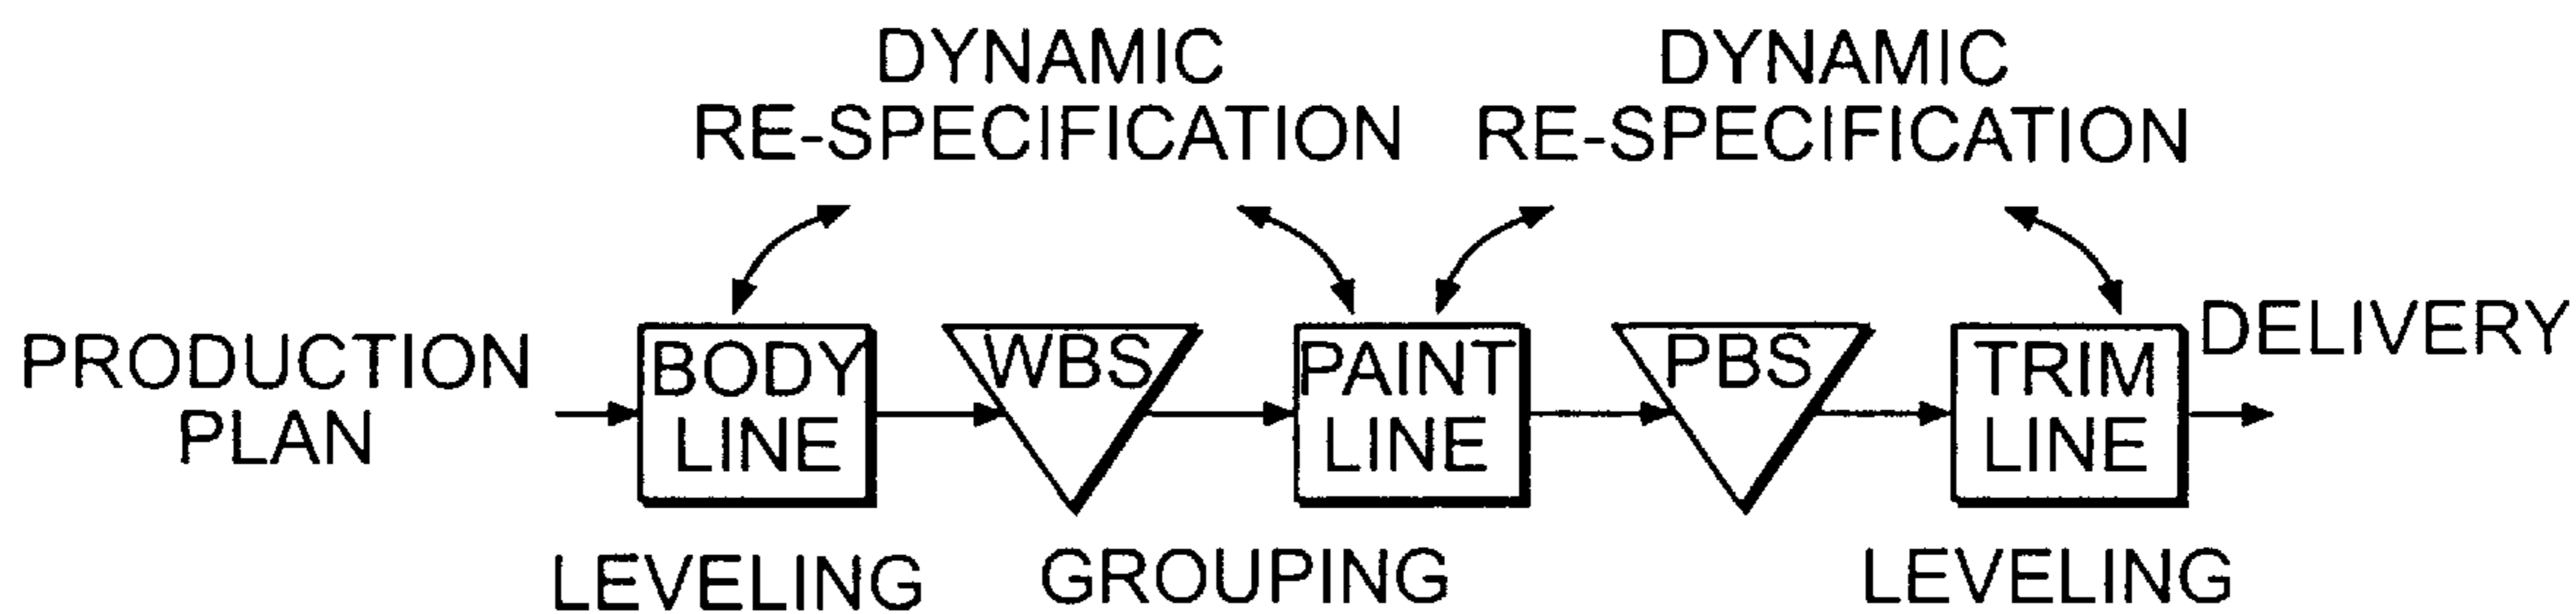 DYNAMIC
RE-SPECIFICATION
DYNAMIC
RE-SPECIFICATION
PRODUCTION
PLAN
BODY
LINE
WBS
PAINT
LINE
PBS
TRIM
LINE
DELIVERY
LEVELING
GROUPING
LEVELING